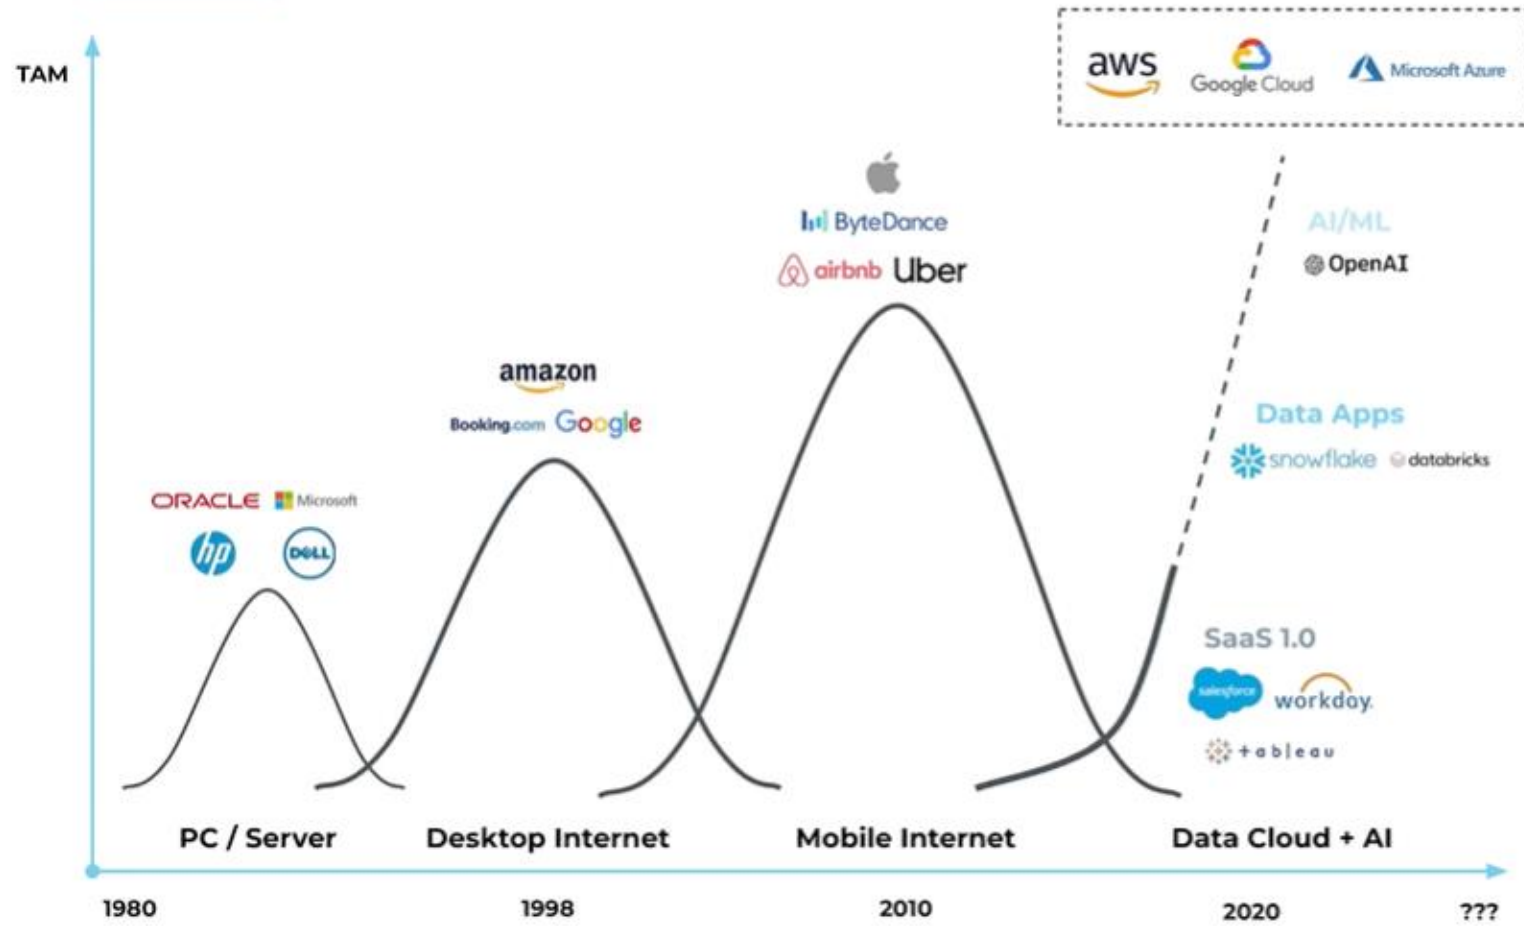 TAM
aws
Google Cloud
Microsoft Azure
ByteDance
airbnb Uber
AI/ML
OpenAI
amazon
Booking.com Google
Data Apps
snowflake databricks
ORACLE Microsoft
hp DELL
SaaS 1.0
salesforce workday.
+ableau
PC / Server Desktop Internet Mobile Internet Data Cloud + AI
1980 1998 2010 2020 ???